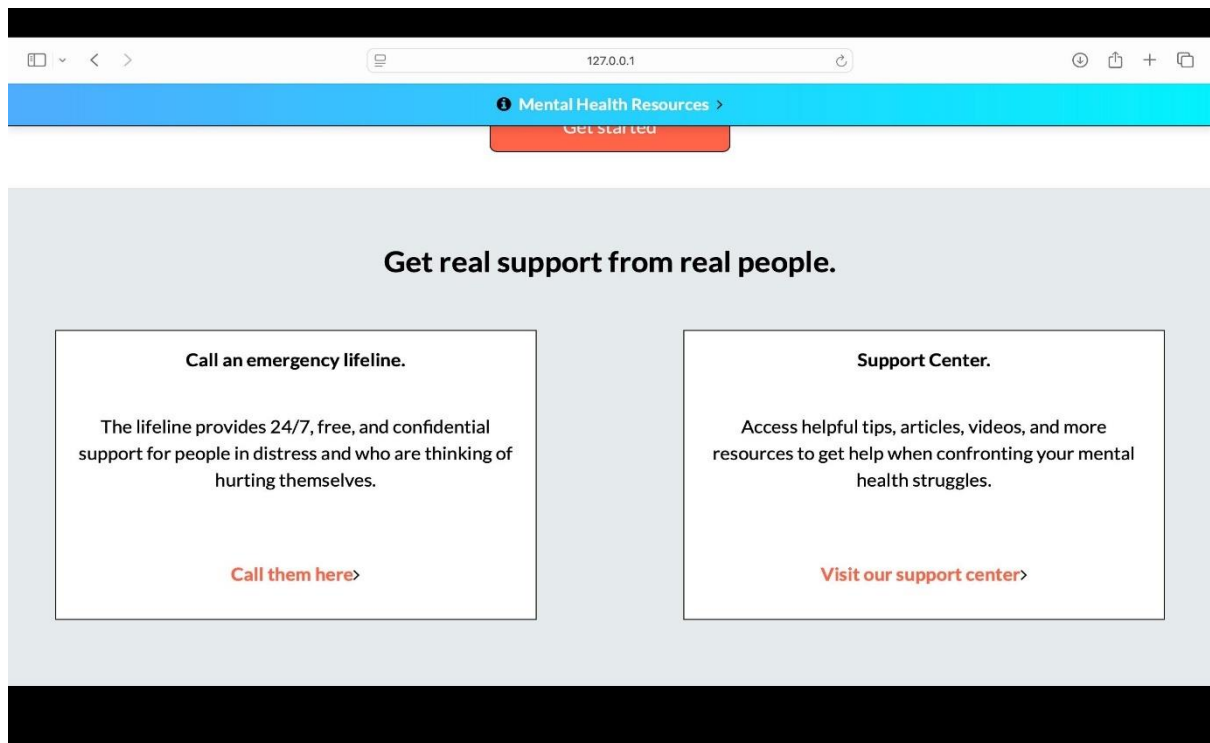 127.0.0.1
Mental Health Resources >
Get started
Get real support from real people.
Call an emergency lifeline.
The lifeline provides 24/7, free, and confidential
support for people in distress and who are thinking of
hurting themselves.
Call them here>
Support Center.
Access helpful tips, articles, videos, and more
resources to get help when confronting your mental
health struggles.
Visit our support center>